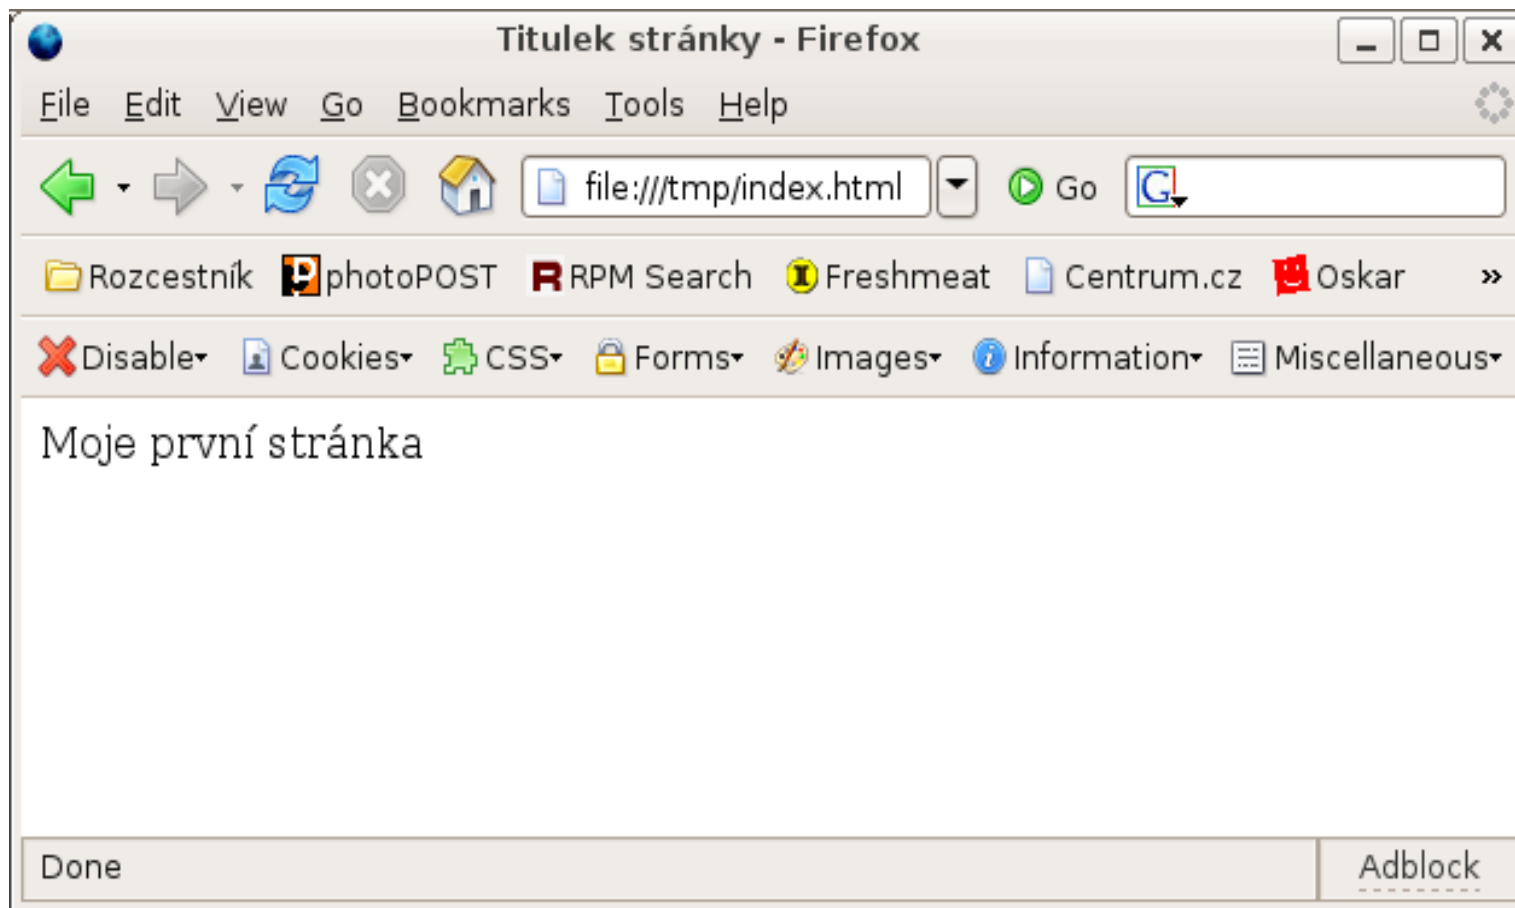 Titulek stránky - Firefox
File Edit View Go Bookmarks Tools Help
file:///tmp/index.html Go G
Rozcestník photoPOST RPM Search Freshmeat Centrum.cz Oskar »
Disable Cookies CSS Forms Images Information Miscellaneous
Moje první stránka
Done Adblock